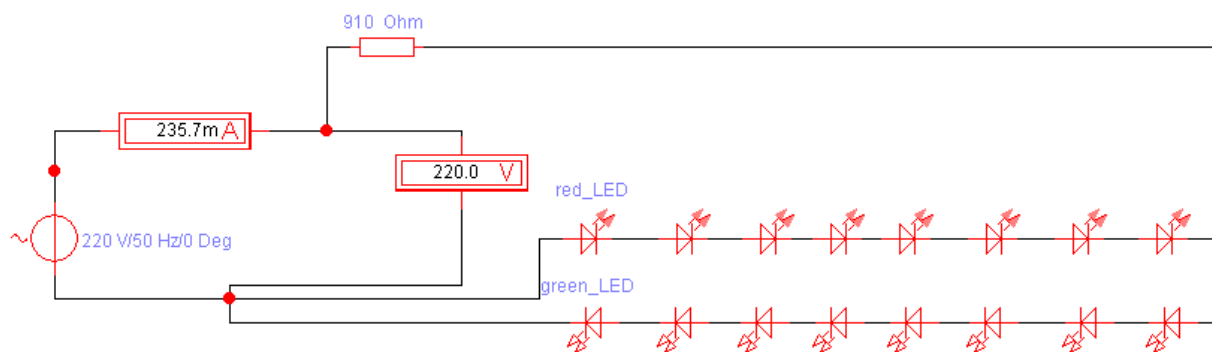 910 Ohm
235.7m A
220.0 V
red_LED
220 V/50 Hz/0 Deg
green_LED